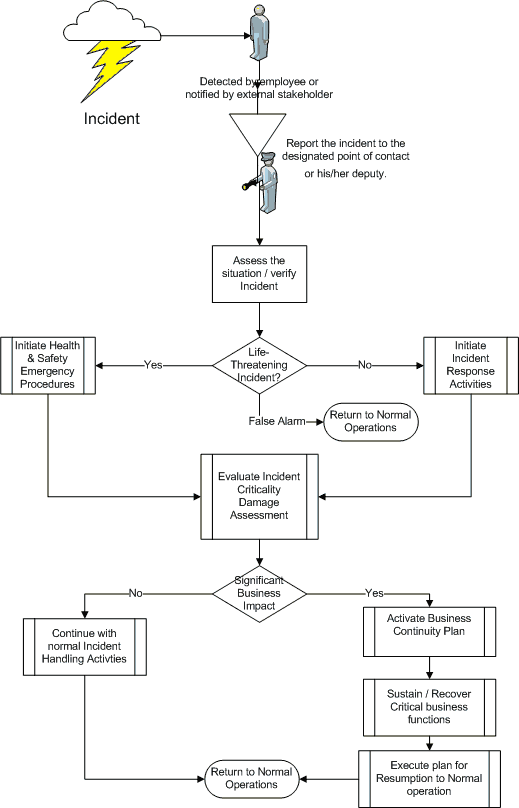 Incident
Detected by employee or
notified by external stakeholder
Report the incident to the
designated point of contact
or his/her deputy.
Assess the
situation / verify
Incident
Initiate Health
& Safety
Emergency
Procedures
Yes
Life-
Threatening
Incident?
No
Initiate
Incident
Response
Activities
False Alarm
Return to Normal
Operations
Evaluate Incident
Criticality
Damage
Assessment
No
Significant
Business
Impact
Yes
Continue with
normal Incident
Handling Activties
Activate Business
Continuity Plan
Sustain / Recover
Critical business
functions
Return to Normal
Operations
Execute plan for
Resumption to Normal
operation